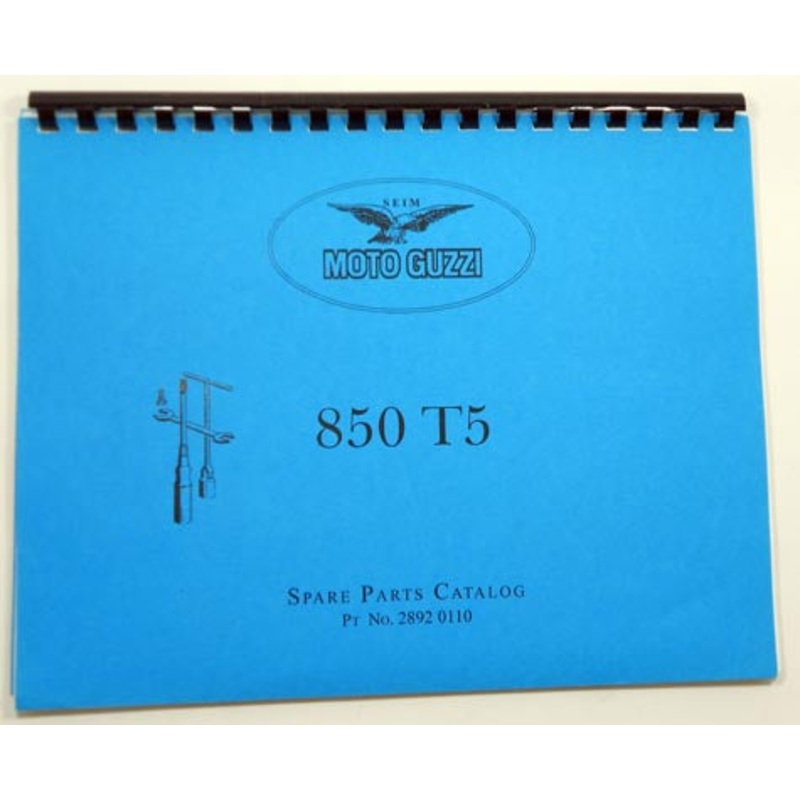 SEIM
MOTO GUZZI
850 T5
SPARE PARTS CATALOG
PT NO. 2892 0110